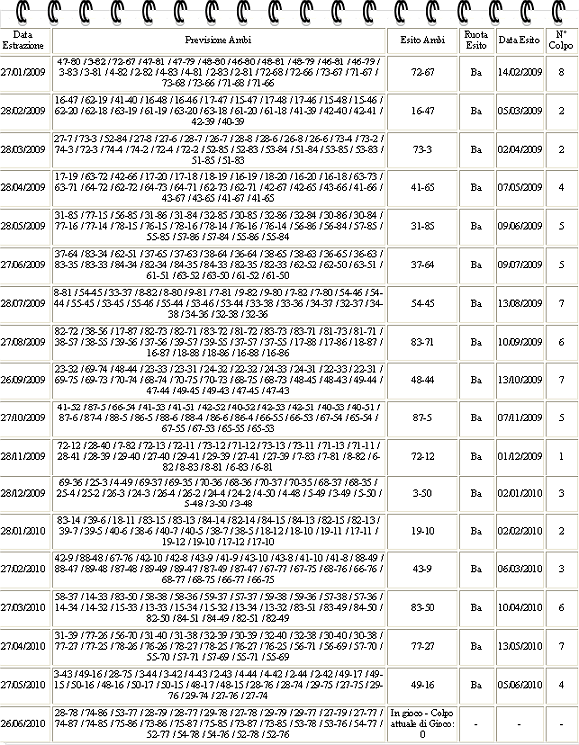 Data Estrazione
Previsione Ambi
Esito Ambi
Ruota Esito
Data Esito
N° Colpo
27/01/2009
47-80 / 3-82 / 72-67 / 47-81 / 47-79 / 48-80 / 46-80 / 48-81 / 48-79 / 46-81 / 46-79 /
3-83 / 3-81 / 4-82 / 2-82 / 4-83 / 4-81 / 2-83 / 2-81 / 72-68 / 72-66 / 73-67 / 71-67 /
73-68 / 73-66 / 71-68 / 71-66
72-67
Ba
14/02/2009
8
28/02/2009
16-47 / 62-19 / 41-40 / 16-48 / 16-46 / 17-47 / 15-47 / 17-48 / 17-46 / 15-48 / 15-46 /
62-20 / 62-18 / 63-19 / 61-19 / 63-20 / 63-18 / 61-20 / 61-18 / 41-39 / 42-40 / 42-41 /
42-39 / 40-39
16-47
Ba
05/03/2009
2
28/03/2009
27-7 / 73-3 / 52-84 / 27-8 / 27-6 / 28-7 / 26-7 / 28-8 / 28-6 / 26-8 / 26-6 / 73-4 / 73-2 /
74-3 / 72-3 / 74-4 / 74-2 / 72-4 / 72-2 / 52-85 / 52-83 / 53-84 / 51-84 / 53-85 / 53-83 /
51-85 / 51-83
73-3
Ba
02/04/2009
2
28/04/2009
17-19 / 63-72 / 42-66 / 17-20 / 17-18 / 18-19 / 16-19 / 18-20 / 16-20 / 16-18 / 63-73 /
63-71 / 64-72 / 62-72 / 64-73 / 64-71 / 62-73 / 62-71 / 42-67 / 42-65 / 43-66 / 41-66 /
43-67 / 43-65 / 41-67 / 41-65
41-65
Ba
07/05/2009
4
28/05/2009
31-85 / 77-15 / 56-85 / 31-86 / 31-84 / 32-85 / 30-85 / 32-86 / 32-84 / 30-86 / 30-84 /
77-16 / 77-14 / 78-15 / 76-15 / 78-16 / 78-14 / 76-16 / 76-14 / 56-86 / 56-84 / 57-85 /
55-85 / 57-86 / 57-84 / 55-86 / 55-84
31-85
Ba
09/06/2009
5
27/06/2009
37-64 / 83-34 / 62-51 / 37-65 / 37-63 / 38-64 / 36-64 / 38-65 / 38-63 / 36-65 / 36-63 /
83-35 / 83-33 / 84-34 / 82-34 / 84-35 / 84-33 / 82-35 / 82-33 / 62-52 / 62-50 / 63-51 /
61-51 / 63-52 / 63-50 / 61-52 / 61-50
37-64
Ba
09/07/2009
5
28/07/2009
8-81 / 54-45 / 33-37 / 8-82 / 8-80 / 9-81 / 7-81 / 9-82 / 9-80 / 7-82 / 7-80 / 54-46 / 54-
44 / 55-45 / 53-45 / 55-46 / 55-44 / 53-46 / 53-44 / 33-38 / 33-36 / 34-37 / 32-37 / 34-
38 / 34-36 / 32-38 / 32-36
54-45
Ba
13/08/2009
7
27/08/2009
82-72 / 38-56 / 17-87 / 82-73 / 82-71 / 83-72 / 81-72 / 83-73 / 83-71 / 81-73 / 81-71 /
38-57 / 38-55 / 39-56 / 37-56 / 39-57 / 39-55 / 37-57 / 37-55 / 17-88 / 17-86 / 18-87 /
16-87 / 18-88 / 18-86 / 16-88 / 16-86
83-71
Ba
10/09/2009
6
26/09/2009
23-32 / 69-74 / 48-44 / 23-33 / 23-31 / 24-32 / 22-32 / 24-33 / 24-31 / 22-33 / 22-31 /
69-75 / 69-73 / 70-74 / 68-74 / 70-75 / 70-73 / 68-75 / 68-73 / 48-45 / 48-43 / 49-44 /
47-44 / 49-45 / 49-43 / 47-45 / 47-43
48-44
Ba
13/10/2009
7
27/10/2009
41-52 / 87-5 / 66-54 / 41-53 / 41-51 / 42-52 / 40-52 / 42-53 / 42-51 / 40-53 / 40-51 /
87-6 / 87-4 / 88-5 / 86-5 / 88-6 / 88-4 / 86-6 / 86-4 / 66-55 / 66-53 / 67-54 / 65-54 /
67-55 / 67-53 / 65-55 / 65-53
87-5
Ba
07/11/2009
5
28/11/2009
72-12 / 28-40 / 7-82 / 72-13 / 72-11 / 73-12 / 71-12 / 73-13 / 73-11 / 71-13 / 71-11 /
28-41 / 28-39 / 29-40 / 27-40 / 29-41 / 29-39 / 27-41 / 27-39 / 7-83 / 7-81 / 8-82 / 6-
82 / 8-83 / 8-81 / 6-83 / 6-81
72-12
Ba
01/12/2009
1
28/12/2009
69-36 / 25-3 / 4-49 / 69-37 / 69-35 / 70-36 / 68-36 / 70-37 / 70-35 / 68-37 / 68-35 /
25-4 / 25-2 / 26-3 / 24-3 / 26-4 / 26-2 / 24-4 / 24-2 / 4-50 / 4-48 / 5-49 / 3-49 / 5-50 /
5-48 / 3-50 / 3-48
3-50
Ba
02/01/2010
3
28/01/2010
83-14 / 39-6 / 18-11 / 83-15 / 83-13 / 84-14 / 82-14 / 84-15 / 84-13 / 82-15 / 82-13 /
39-7 / 39-5 / 40-6 / 38-6 / 40-7 / 40-5 / 38-7 / 38-5 / 18-12 / 18-10 / 19-11 / 17-11 /
19-12 / 19-10 / 17-12 / 17-10
19-10
Ba
02/02/2010
2
27/02/2010
42-9 / 88-48 / 67-76 / 42-10 / 42-8 / 43-9 / 41-9 / 43-10 / 43-8 / 41-10 / 41-8 / 88-49 /
88-47 / 89-48 / 87-48 / 89-49 / 89-47 / 87-49 / 87-47 / 67-77 / 67-75 / 68-76 / 66-76 /
68-77 / 68-75 / 66-77 / 66-75
43-9
Ba
06/03/2010
3
27/03/2010
58-37 / 14-33 / 83-50 / 58-38 / 58-36 / 59-37 / 57-37 / 59-38 / 59-36 / 57-38 / 57-36 /
14-34 / 14-32 / 15-33 / 13-33 / 15-34 / 15-32 / 13-34 / 13-32 / 83-51 / 83-49 / 84-50 /
82-50 / 84-51 / 84-49 / 82-51 / 82-49
83-50
Ba
10/04/2010
6
27/04/2010
31-39 / 77-26 / 56-70 / 31-40 / 31-38 / 32-39 / 30-39 / 32-40 / 32-38 / 30-40 / 30-38 /
77-27 / 77-25 / 78-26 / 76-26 / 78-27 / 78-25 / 76-27 / 76-25 / 56-71 / 56-69 / 57-70 /
55-70 / 57-71 / 57-69 / 55-71 / 55-69
77-27
Ba
13/05/2010
7
27/05/2010
3-43 / 49-16 / 28-75 / 3-44 / 3-42 / 4-43 / 2-43 / 4-44 / 4-42 / 2-44 / 2-42 / 49-17 / 49-
15 / 50-16 / 48-16 / 50-17 / 50-15 / 48-17 / 48-15 / 28-76 / 28-74 / 29-75 / 27-75 / 29-
76 / 29-74 / 27-76 / 27-74
49-16
Ba
05/06/2010
4
26/06/2010
28-78 / 74-86 / 53-77 / 28-79 / 28-77 / 29-78 / 27-78 / 29-79 / 29-77 / 27-79 / 27-77 /
74-87 / 74-85 / 75-86 / 73-86 / 75-87 / 75-85 / 73-87 / 73-85 / 53-78 / 53-76 / 54-77 /
52-77 / 54-78 / 54-76 / 52-78 / 52-76
In gioco - Colpo
attuale di Gioco:
0
-
-
-